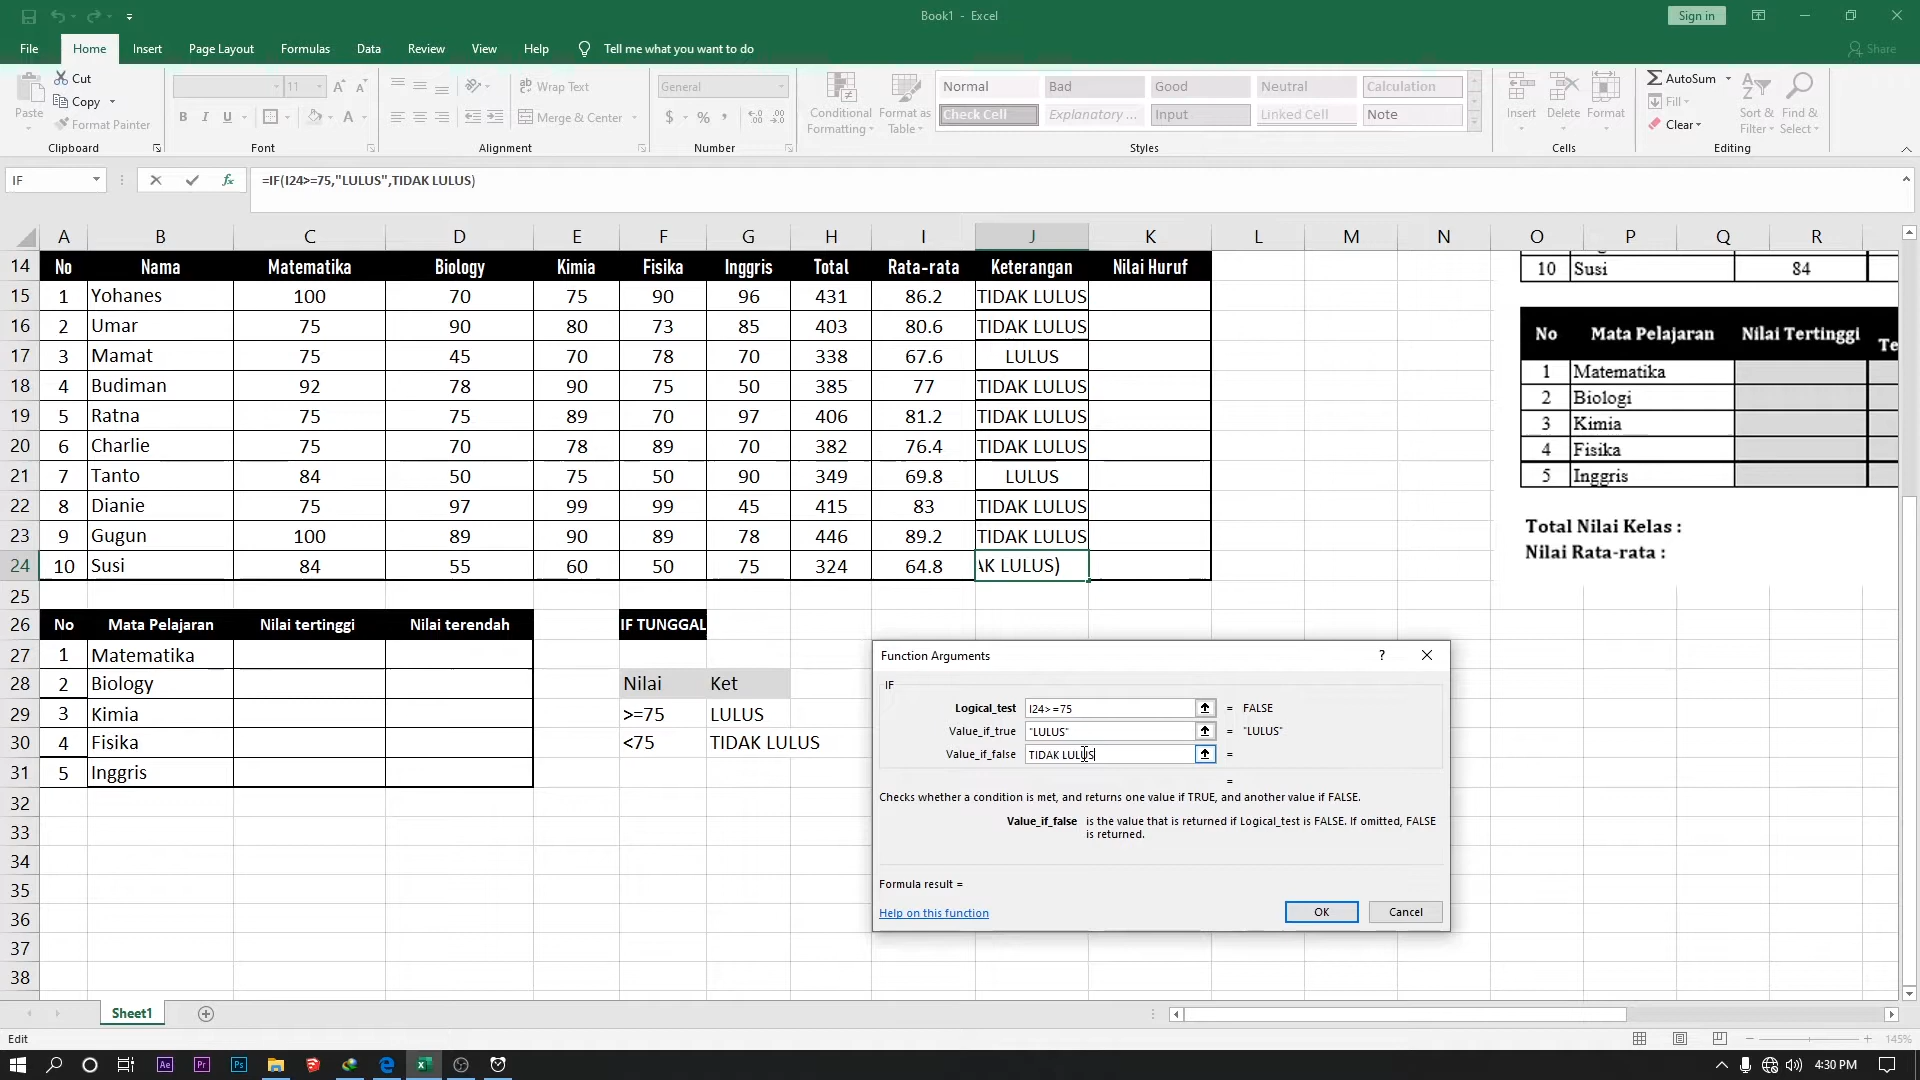 Book1 - Excel
Sign in
File Home Insert Page Layout Formulas Data Review View Help Tell me what you want to do
Share
Paste
Cut
Copy
Format Painter
Clipboard
11
A A
B I U
A
Font
ab Wrap Text
Merge & Center
Alignment
General
$ % ,
Number
Conditional Formatting
Format as Table
Normal Bad Good Neutral Calculation
Check Cell Explanatory ... Input Linked Cell Note
Styles
Insert Delete Format
Cells
AutoSum
Fill
Clear
Sort & Filter
Find & Select
Editing
IF
fx
=IF(I24>=75,"LULUS",TIDAK LULUS)
A B C D E F G H I J K L M N O P Q R
14 No Nama Matematika Biology Kimia Fisika Inggris Total Rata-rata Keterangan Nilai Huruf
15 1 Yohanes 100 70 75 90 96 431 86.2 TIDAK LULUS
16 2 Umar 75 90 80 73 85 403 80.6 TIDAK LULUS
17 3 Mamat 75 45 70 78 70 338 67.6 LULUS
18 4 Budiman 92 78 90 75 50 385 77 TIDAK LULUS
19 5 Ratna 75 75 89 70 97 406 81.2 TIDAK LULUS
20 6 Charlie 75 70 78 89 70 382 76.4 TIDAK LULUS
21 7 Tanto 84 50 75 50 90 349 69.8 LULUS
22 8 Dianie 75 97 99 99 45 415 83 TIDAK LULUS
23 9 Gugun 100 89 90 89 78 446 89.2 TIDAK LULUS
24 10 Susi 84 55 60 50 75 324 64.8 AK LULUS)
25
26 No Mata Pelajaran Nilai tertinggi Nilai terendah IF TUNGGAL
27 1 Matematika
28 2 Biology Nilai Ket
29 3 Kimia >=75 LULUS
30 4 Fisika <75 TIDAK LULUS
31 5 Inggris
32
33
34
35
36
37
38
10 Susi 84
No Mata Pelajaran Nilai Tertinggi Te
1 Matematika
2 Biologi
3 Kimia
4 Fisika
5 Inggris
Total Nilai Kelas :
Nilai Rata-rata :
Function Arguments ?
IF
Logical_test I24>=75 = FALSE
Value_if_true "LULUS" = "LULUS"
Value_if_false TIDAK LULUS =
=
Checks whether a condition is met, and returns one value if TRUE, and another value if FALSE.
Value_if_false is the value that is returned if Logical_test is FALSE. If omitted, FALSE
is returned.
Formula result =
Help on this function
OK Cancel
Sheet1
Edit
145%
Ae Pr Ps
4:30 PM